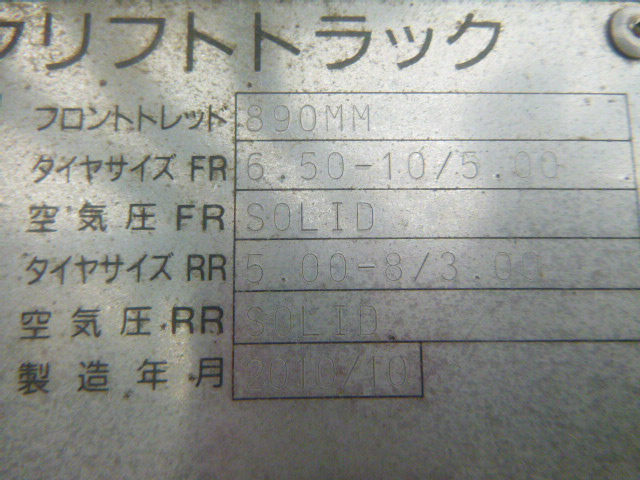 クリフトトラック
フロントトレッド 890MM
タイヤサイズ FR 6.50-10/5.00
空気圧 FR SOLID
タイヤサイズ RR 5.00-8/3.00
空気圧 RR SOLID
製造年月 2010/10